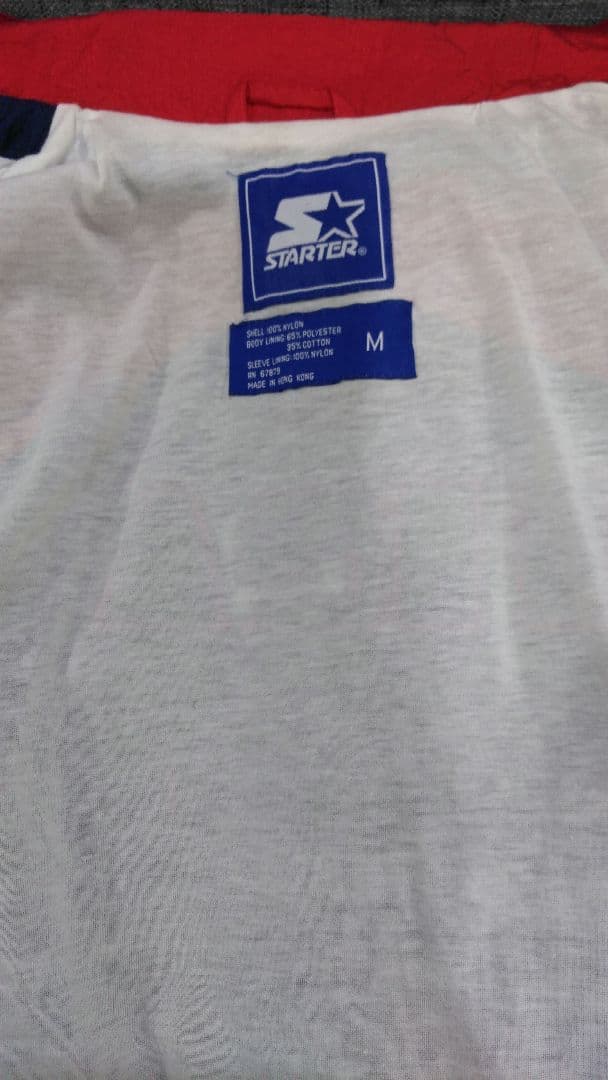 STARTER®
SHELL: 100% NYLON
BODY LINING: 65% POLYESTER
35% COTTON
SLEEVE LINING: 100% NYLON
RN 67879
MADE IN HONG KONG
M